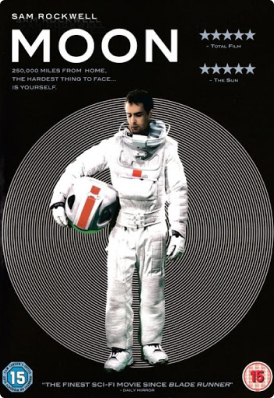 SAM ROCKWELL
MOON
250,000 MILES FROM HOME,
THE HARDEST THING TO FACE...
IS YOURSELF.
- TOTAL FILM
- THE SUN
15
15
"THE FINEST SCI-FI MOVIE SINCE BLADE RUNNER"
- DAILY MIRROR